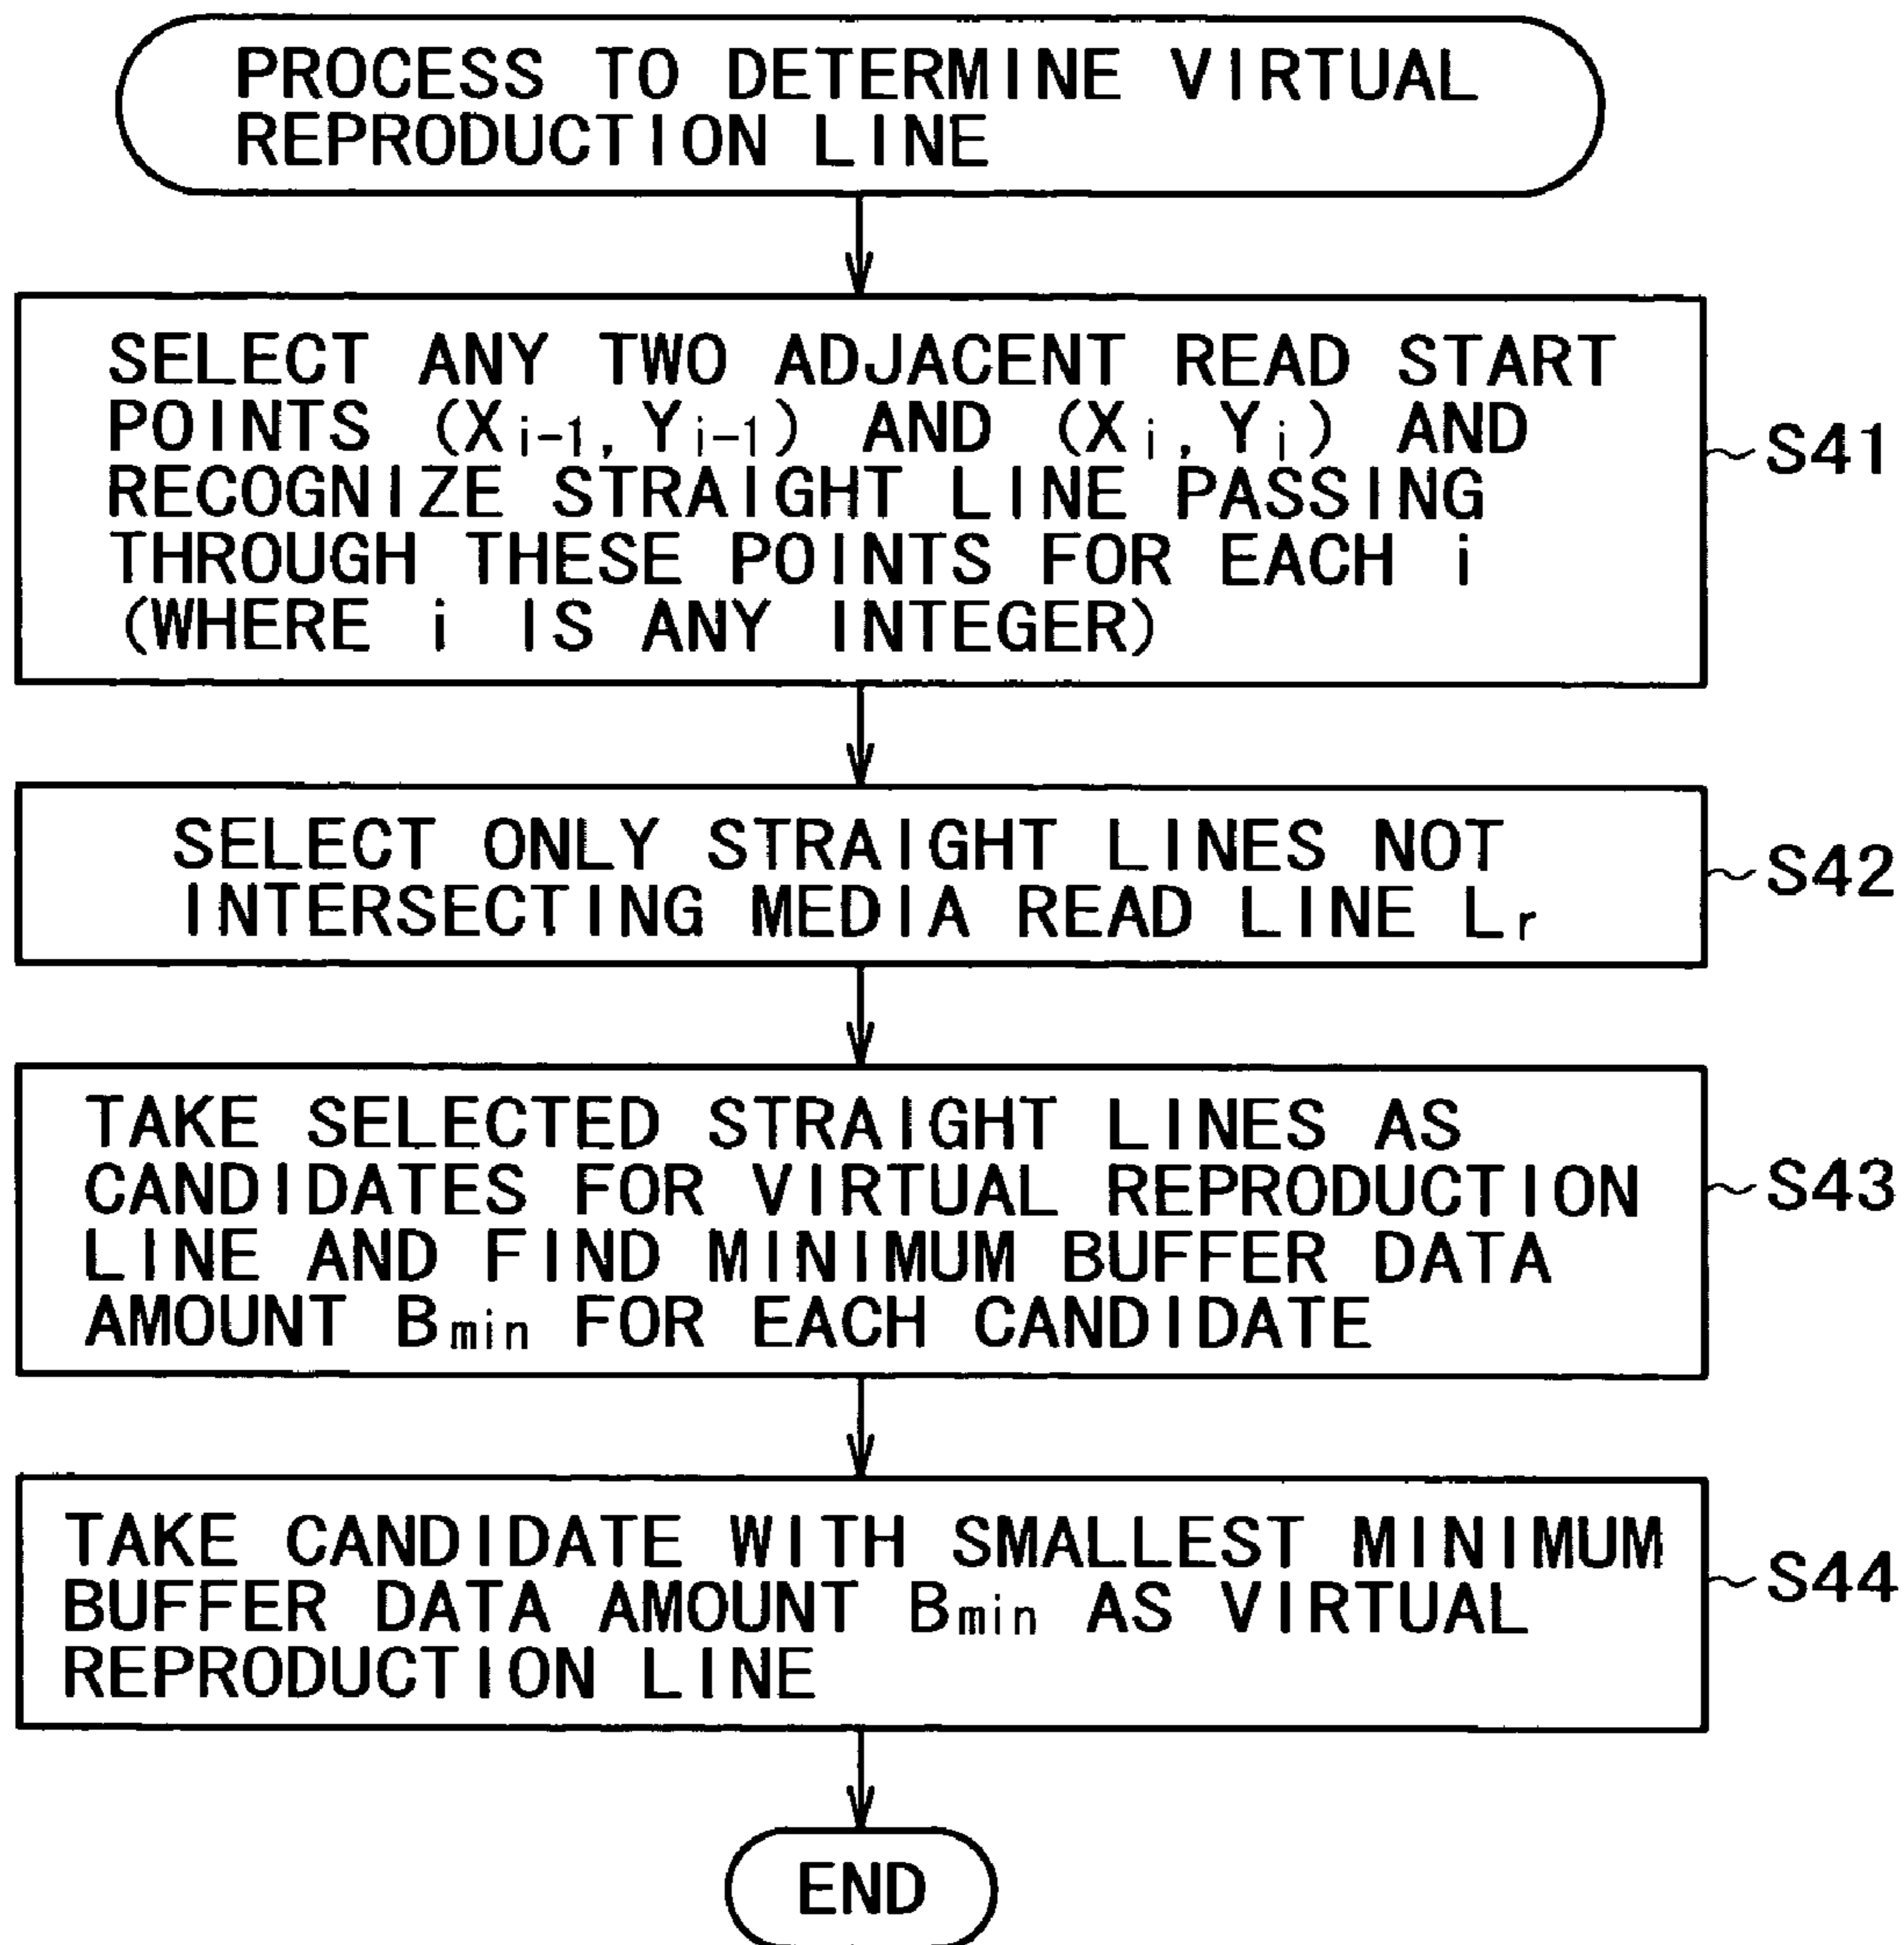 PROCESS TO DETERMINE VIRTUAL
REPRODUCTION LINE
SELECT ANY TWO ADJACENT READ START
POINTS (Xi-1, Yi-1) AND (Xi, Yi) AND
RECOGNIZE STRAIGHT LINE PASSING
THROUGH THESE POINTS FOR EACH i
(WHERE i IS ANY INTEGER)
S41
SELECT ONLY STRAIGHT LINES NOT
INTERSECTING MEDIA READ LINE Lr
S42
TAKE SELECTED STRAIGHT LINES AS
CANDIDATES FOR VIRTUAL REPRODUCTION
LINE AND FIND MINIMUM BUFFER DATA
AMOUNT Bmin FOR EACH CANDIDATE
S43
TAKE CANDIDATE WITH SMALLEST MINIMUM
BUFFER DATA AMOUNT Bmin AS VIRTUAL
REPRODUCTION LINE
S44
END